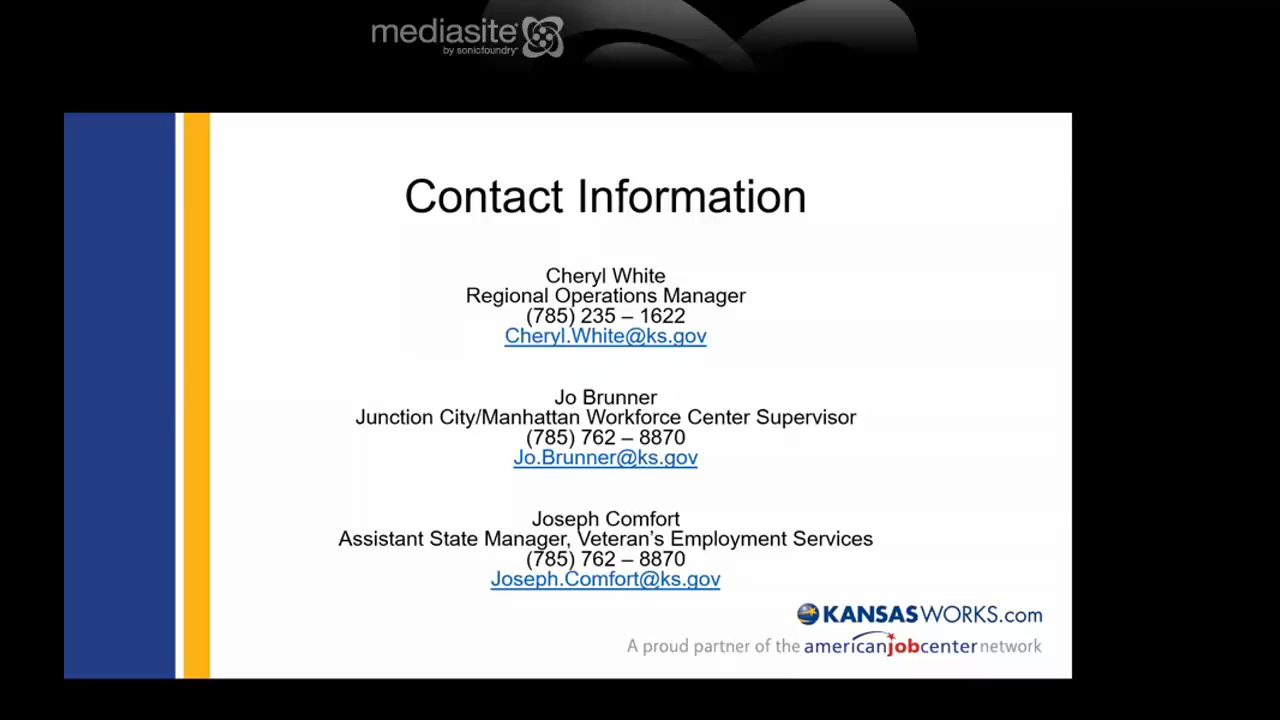 mediasite
by sonicfoundry
Contact Information
Cheryl White
Regional Operations Manager
(785) 235 – 1622
Cheryl.White@ks.gov
Jo Brunner
Junction City/Manhattan Workforce Center Supervisor
(785) 762 – 8870
Jo.Brunner@ks.gov
Joseph Comfort
Assistant State Manager, Veteran’s Employment Services
(785) 762 – 8870
Joseph.Comfort@ks.gov
KANSASWORKS.com
A proud partner of the americanjobcenter network